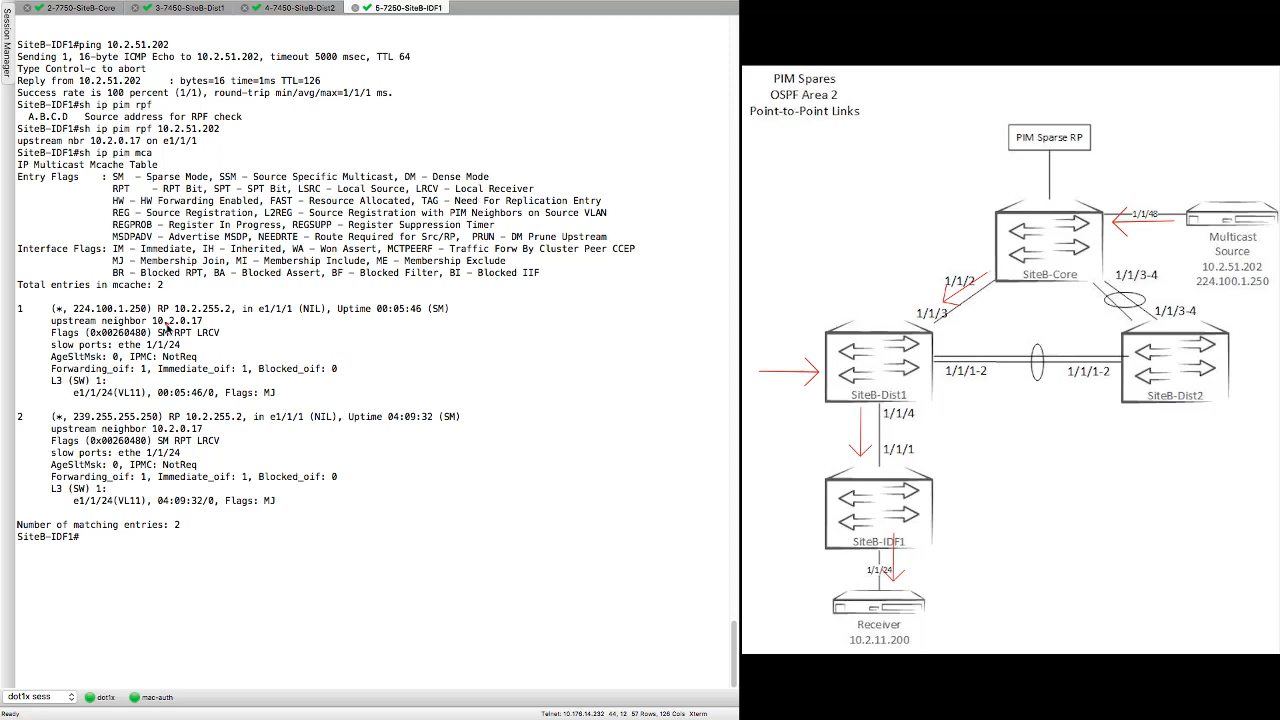 Session Manager
2-7750-SiteB-Core
3-7450-SiteB-Dist1
4-7450-SiteB-Dist2
5-7250-SiteB-IDF1
SiteB-IDF1#ping 10.2.51.202
Sending 1, 16-byte ICMP Echo to 10.2.51.202, timeout 5000 msec, TTL 64
Type Control-c to abort
Reply from 10.2.51.202     : bytes=16 time=1ms TTL=126
Success rate is 100 percent (1/1), round-trip min/avg/max=1/1/1 ms.
SiteB-IDF1#sh ip pim rpf
A.B.C.D   Source address for RPF check
SiteB-IDF1#sh ip pim rpf 10.2.51.202
upstream nbr 10.2.0.17 on e1/1/1
SiteB-IDF1#sh ip pim mca
IP Multicast Mcache Table
Entry Flags    : SM  - Sparse Mode, SSM - Source Specific Multicast, DM - Dense Mode
RPT  - RPT Bit, SPT - SPT Bit, LSRC - Local Source, LRCV - Local Receiver
HW - HW Forwarding Enabled, FAST - Resource Allocated, TAG - Need For Replication Entry
REG - Source Registration, L2REG - Source Registration with PIM Neighbors on Source VLAN
REGPROB - Register In Progress, REGSUPP - Register Suppression Timer
MSDPADV - Advertise MSDP, NEEDRTE - Route Required for Src/RP,  PRUN - DM Prune Upstream
Interface Flags: IM - Immediate, IH - Inherited, WA - Won Assert, MCTPEERF - Traffic Forw By Cluster Peer CCEP
MJ - Membership Join, MI - Membership Include, ME - Membership Exclude
BR - Blocked RPT, BA - Blocked Assert, BF - Blocked Filter, BI - Blocked IIF
Total entries in mcache: 2
1    (*, 224.100.1.250) RP 10.2.255.2, in e1/1/1 (NIL), Uptime 00:05:46 (SM)
upstream neighbor 10.2.0.17
Flags (0x00260480) SM RPT LRCV
slow ports: ethe 1/1/24
AgeSltMsk: 0, IPMC: NotReq
Forwarding_oif: 1, Immediate_oif: 1, Blocked_oif: 0
L3 (SW) 1:
e1/1/24(VL11), 00:05:46/0, Flags: MJ
2    (*, 239.255.255.250) RP 10.2.255.2, in e1/1/1 (NIL), Uptime 04:09:32 (SM)
upstream neighbor 10.2.0.17
Flags (0x00260480) SM RPT LRCV
slow ports: ethe 1/1/24
AgeSltMsk: 0, IPMC: NotReq
Forwarding_oif: 1, Immediate_oif: 1, Blocked_oif: 0
L3 (SW) 1:
e1/1/24(VL11), 04:09:32/0, Flags: MJ
Number of matching entries: 2
SiteB-IDF1#
dot1x sess
dot1x
mac-auth
Ready
Telnet: 10.176.14.232  44, 12  57 Rows, 126 Cols  Xterm
PIM Spares
OSPF Area 2
Point-to-Point Links
PIM Sparse RP
1/1/48
SiteB-Core
Multicast
Source
10.2.51.202
224.100.1.250
1/1/2
1/1/3-4
1/1/3
1/1/3-4
1/1/1-2
1/1/1-2
SiteB-Dist1
SiteB-Dist2
1/1/4
1/1/1
SiteB-IDF1
1/1/24
Receiver
10.2.11.200